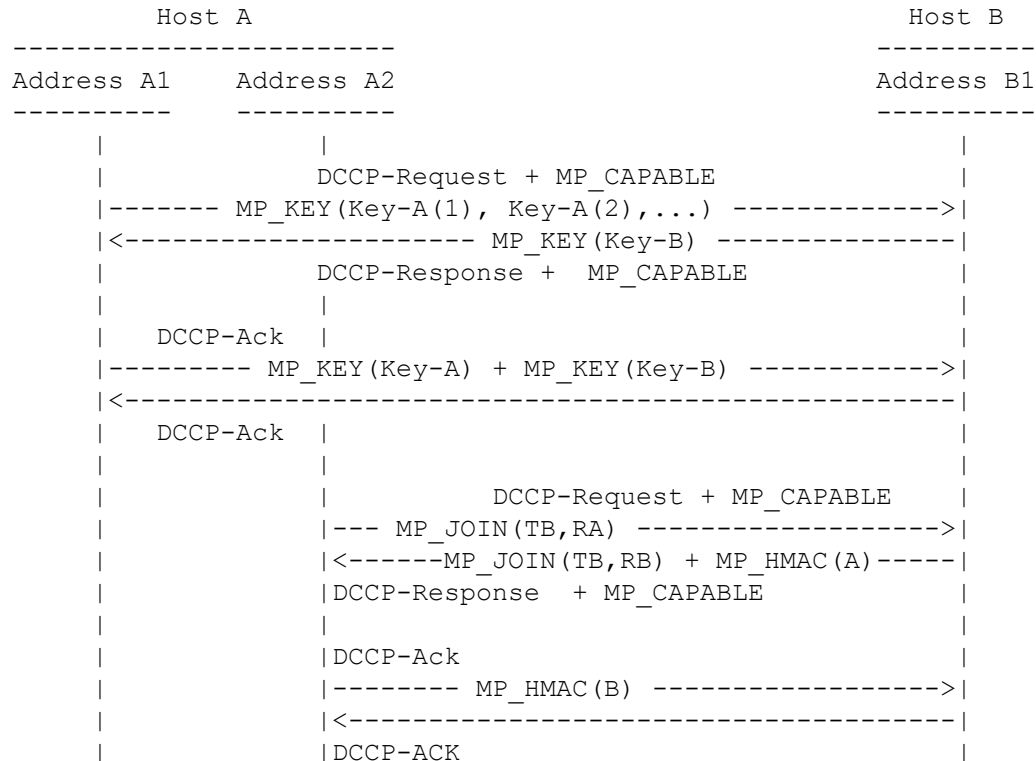 Host A                                         Host B
------------------------                              ----------
Address A1    Address A2                              Address B1
----------    ----------                              ----------
     |             |                                       |
     |             DCCP-Request + MP_CAPABLE               |
     |------- MP_KEY(Key-A(1), Key-A(2),...) ------------->|
     |<---------------------- MP_KEY(Key-B) ---------------|
     |             DCCP-Response +  MP_CAPABLE             |
     |             |                                       |
     |   DCCP-Ack  |                                       |
     |--------- MP_KEY(Key-A) + MP_KEY(Key-B) ------------>|
     |<----------------------------------------------------|
     |   DCCP-Ack  |                                       |
     |             |                                       |
     |             |          DCCP-Request + MP_CAPABLE    |
     |             |--- MP_JOIN(TB,RA) ------------------->|
     |             |<------MP_JOIN(TB,RB) + MP_HMAC(A)-----|
     |             |DCCP-Response  + MP_CAPABLE            |
     |             |                                       |
     |             |DCCP-Ack                               |
     |             |-------- MP_HMAC(B) ------------------>|
     |             |<--------------------------------------|
     |             |DCCP-ACK                               |